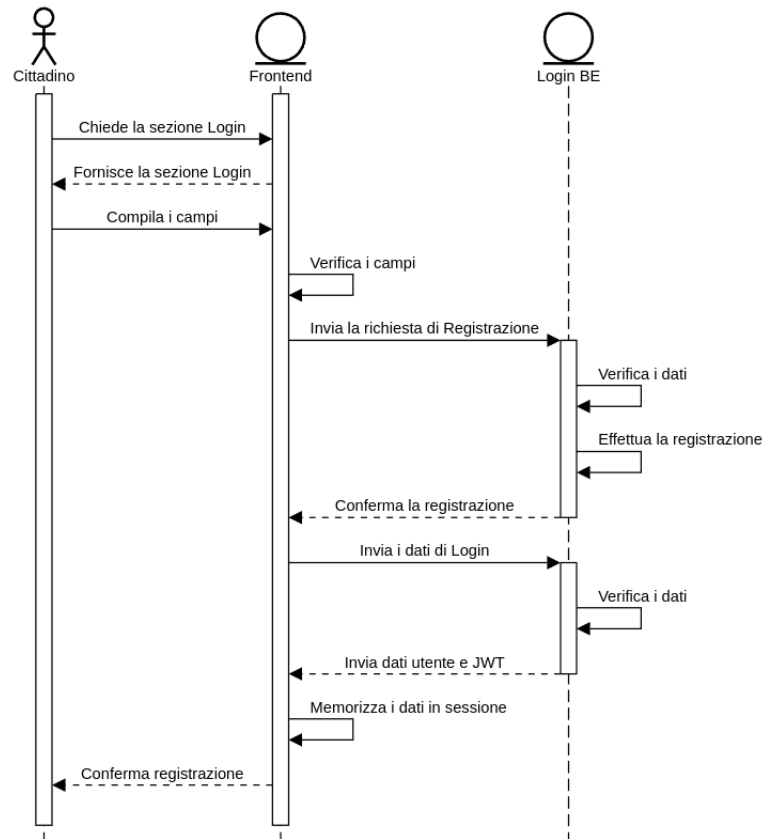 Cittadino
Frontend
Login BE
Chiede la sezione Login
Fornisce la sezione Login
Compila i campi
Verifica i campi
Invia la richiesta di Registrazione
Verifica i dati
Effettua la registrazione
Conferma la registrazione
Invia i dati di Login
Verifica i dati
Invia dati utente e JWT
Memorizza i dati in sessione
Conferma registrazione